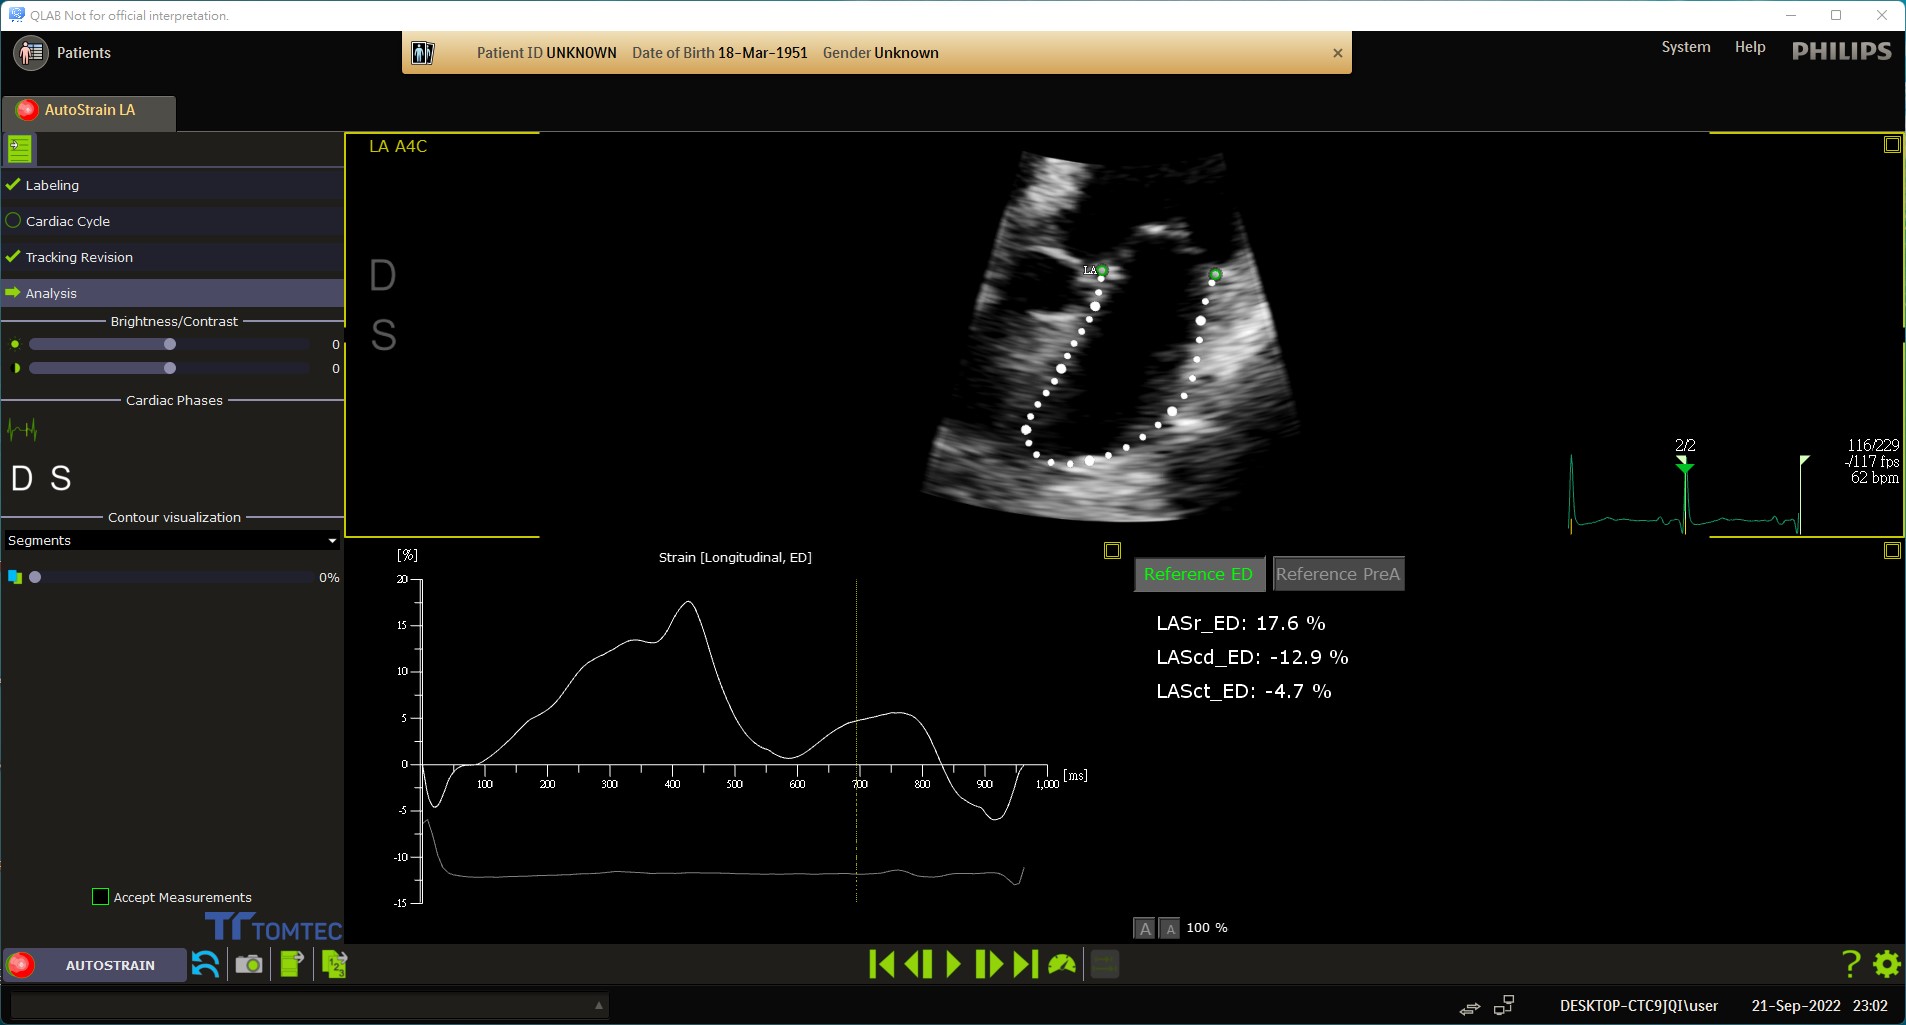 QLAB Not for official interpretation.
Patients
Patient ID UNKNOWN Date of Birth 18-Mar-1951 Gender Unknown
System Help PHILIPS
AutoStrain LA
Labeling
Cardiac Cycle
Tracking Revision
Analysis
Brightness/Contrast
0
0
Cardiac Phases
D S
Contour visualization
Segments
0%
Accept Measurements
TOMTEC
LA A4C
D
S
LA
2/2
116/229
-/117 fps
62 bpm
[%]
Strain [Longitudinal, ED]
20
15
10
5
0
-5
-10
-15
100 200 300 400 500 600 700 800 900 1,000 [ms]
Reference ED Reference PreA
LASr_ED: 17.6 %
LAScd_ED: -12.9 %
LASct_ED: -4.7 %
A A 100 %
AUTOSTRAIN
1 2 3
?
DESKTOP-CTC9JQI\user 21-Sep-2022 23:02